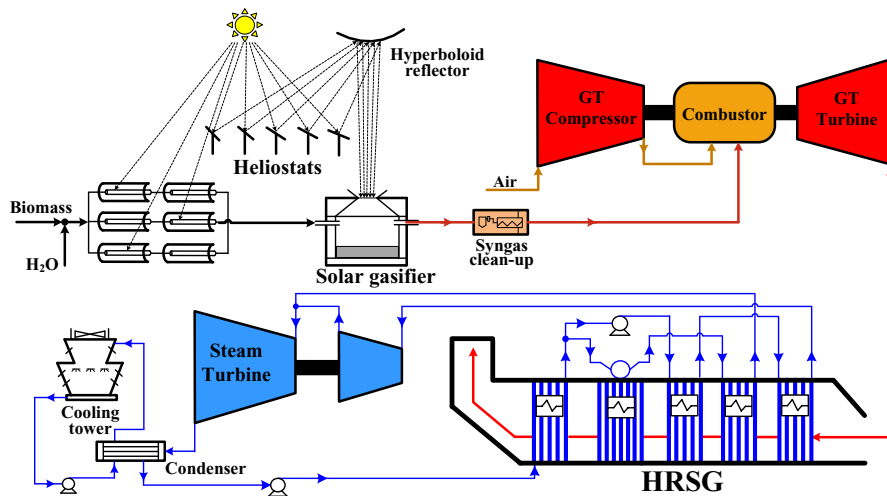 Hyperboloid
reflector
GT
Compressor
Combustor
GT
Turbine
Heliostats
Air
Biomass
H₂O
Solar gasifier
Syngas
clean-up
Steam
Turbine
Cooling
tower
Condenser
HRSG